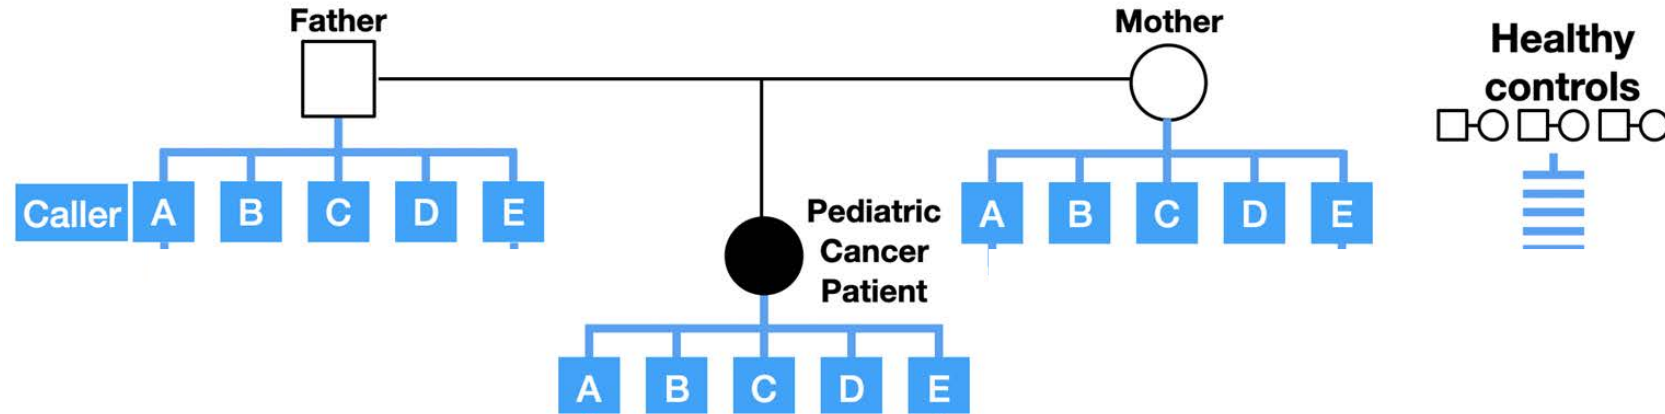 Father
Mother
Healthy
controls
Caller A B C D E
A B C D E
Pediatric
Cancer
Patient
A B C D E